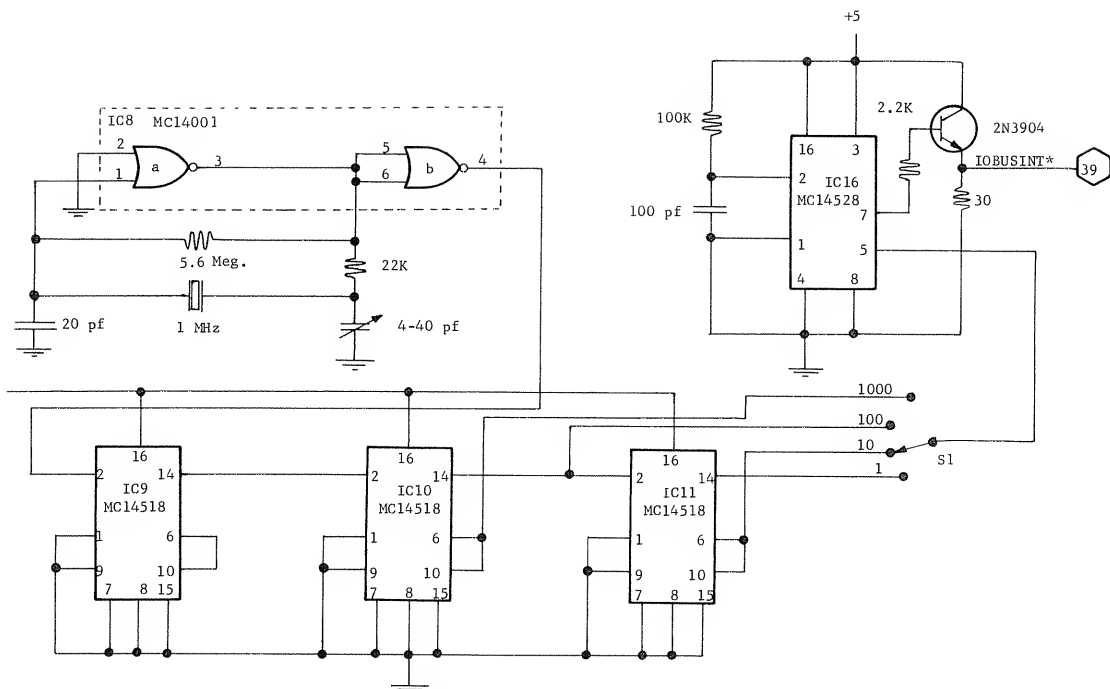 +5
IC8 MC14001
2
1
a
3
5
6
b
4
5.6 Meg.
22K
20 pf
1 MHz
4-40 pf
100K
2.2K
2N3904
16
3
2
IC16
MC14528
7
100 pf
1
5
4
8
IOBUSINT*
39
30
1000
100
10
1
S1
16
2
14
IC9
MC14518
1
6
9
10
7
8
15
16
2
14
IC10
MC14518
1
6
9
10
7
8
15
16
2
14
IC11
MC14518
1
6
9
10
7
8
15